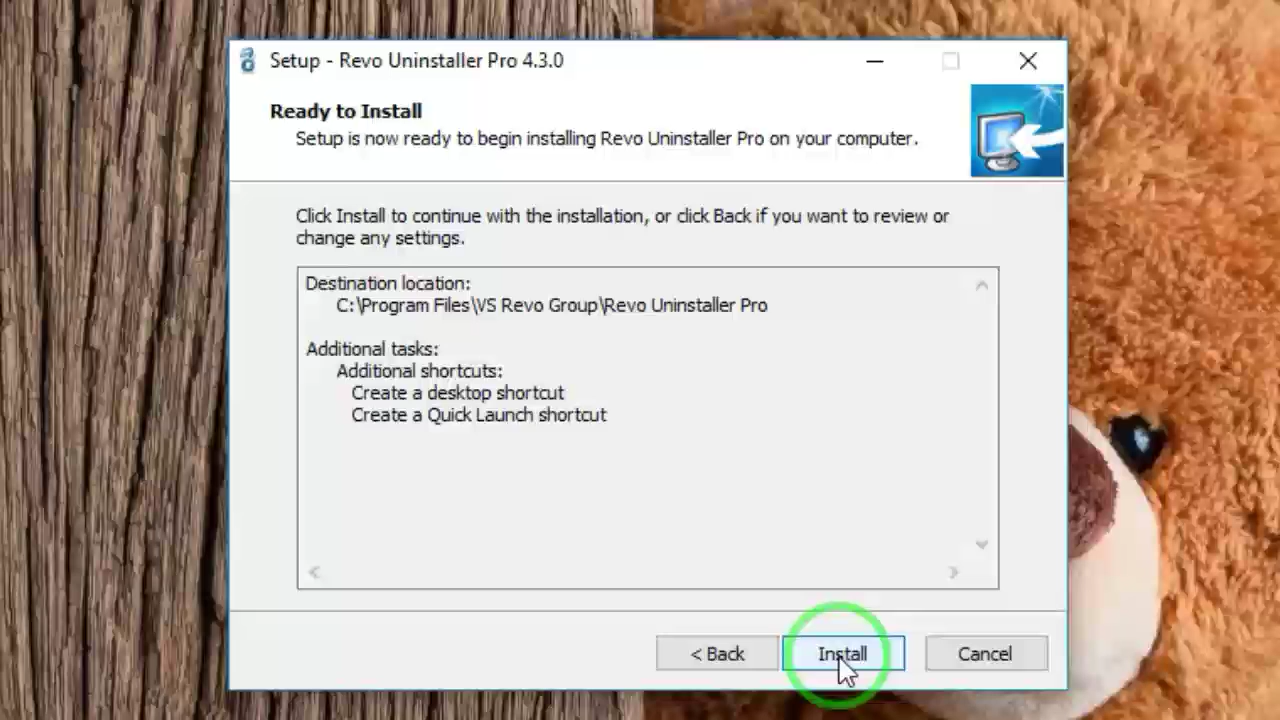 Setup - Revo Uninstaller Pro 4.3.0
Ready to Install
Setup is now ready to begin installing Revo Uninstaller Pro on your computer.
Click Install to continue with the installation, or click Back if you want to review or
change any settings.
Destination location:
C:\Program Files\VS Revo Group\Revo Uninstaller Pro
Additional tasks:
Additional shortcuts:
Create a desktop shortcut
Create a Quick Launch shortcut
< Back
Install
Cancel